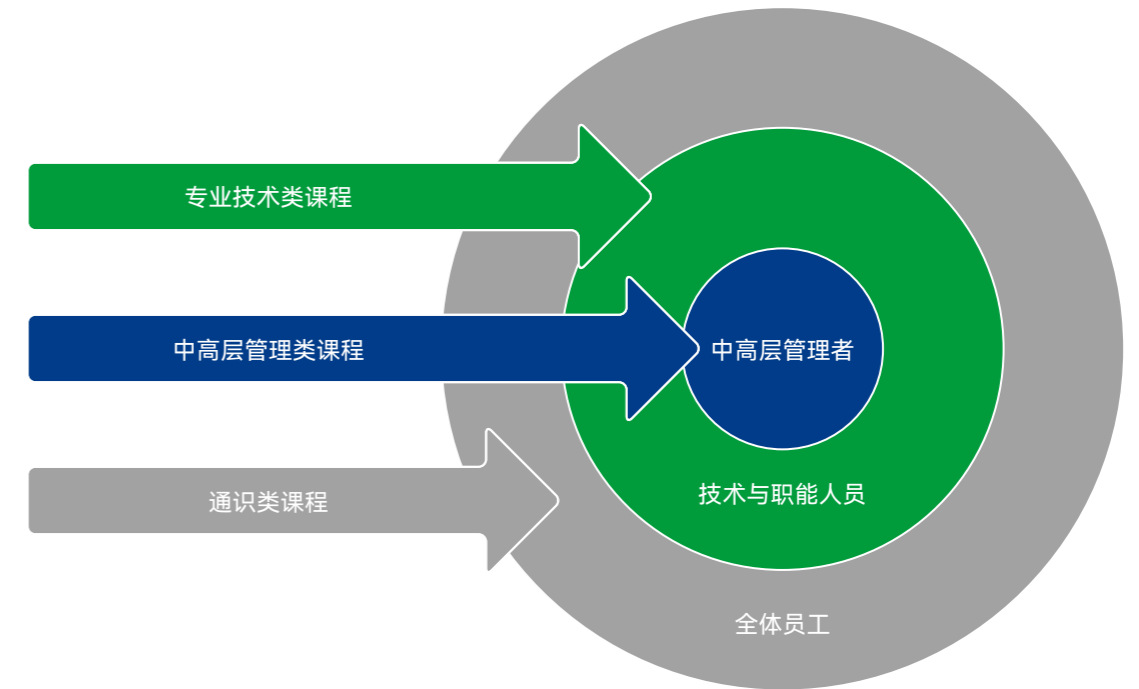 专业技术类课程
中高层管理类课程
中高层管理者
技术与职能人员
通识类课程
全体员工